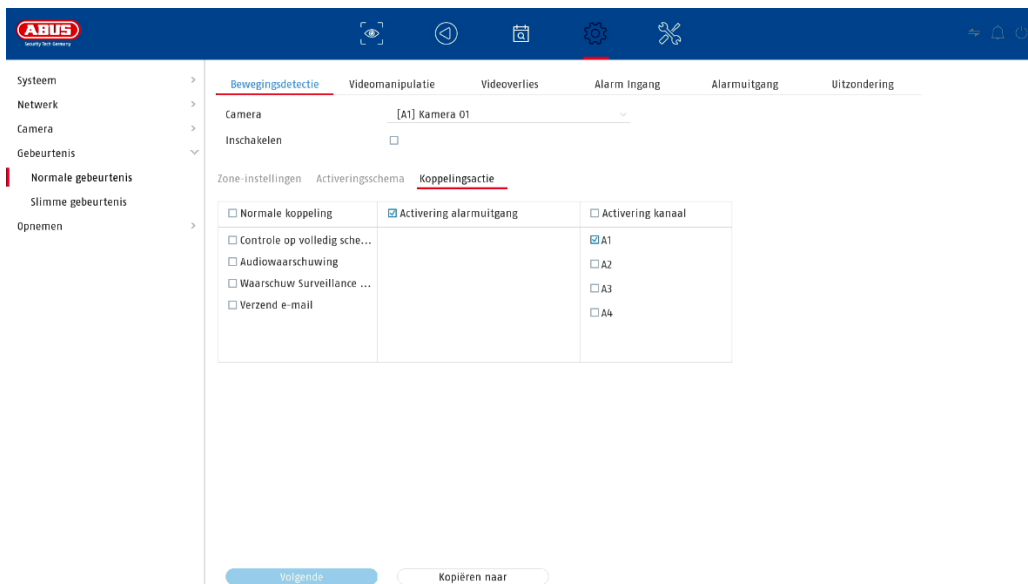 ABUS
Security Tech Germany
Systeem
Netwerk
Camera
Gebeurtenis
Normale gebeurtenis
Slimme gebeurtenis
Opnemen
Bewegingsdetectie Videomanipulatie Videoverlies Alarm Ingang Alarmuitgang Uitzondering
Camera [A1] Kamera 01
Inschakelen
Zone-instellingen Activeringsschema Koppelingsactie
Normale koppeling Activering alarmuitgang Activering kanaal
Controle op volledig sche... A1
Audiowaarschuwing A2
Waarschuw Surveillance ... A3
Verzend e-mail A4
Volgende Kopiëren naar